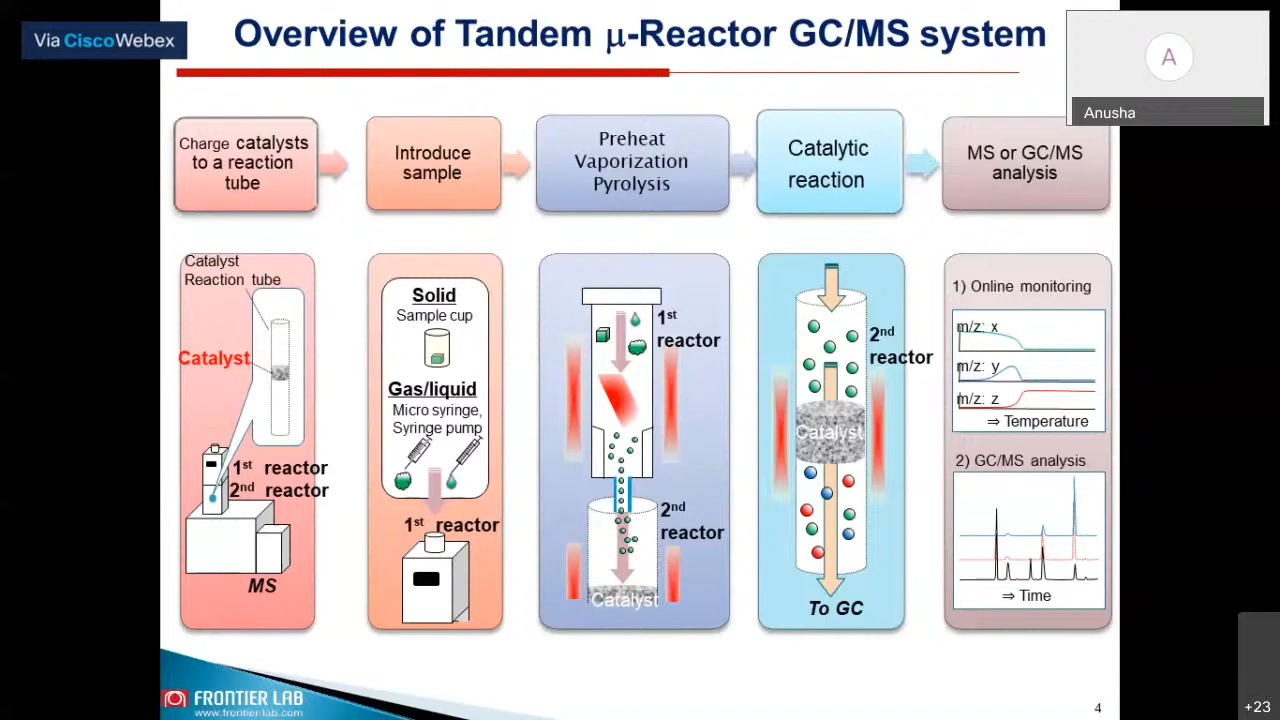 Via CiscoWebex
Overview of Tandem μ-Reactor GC/MS system
A
Anusha
Charge catalysts
to a reaction
tube
Introduce
sample
Preheat
Vaporization
Pyrolysis
Catalytic
reaction
MS or GC/MS
analysis
Catalyst
Reaction tube
Catalyst
1st reactor
2nd reactor
MS
Solid
Sample cup
Gas/liquid
Micro syringe,
Syringe pump
1st reactor
1st
reactor
2nd
reactor
Catalyst
2nd
reactor
Catalyst
To GC
1) Online monitoring
m/z: x
m/z: y
m/z: z
⇒ Temperature
2) GC/MS analysis
⇒ Time
FRONTIER LAB
www.frontier-lab.com
4
+23